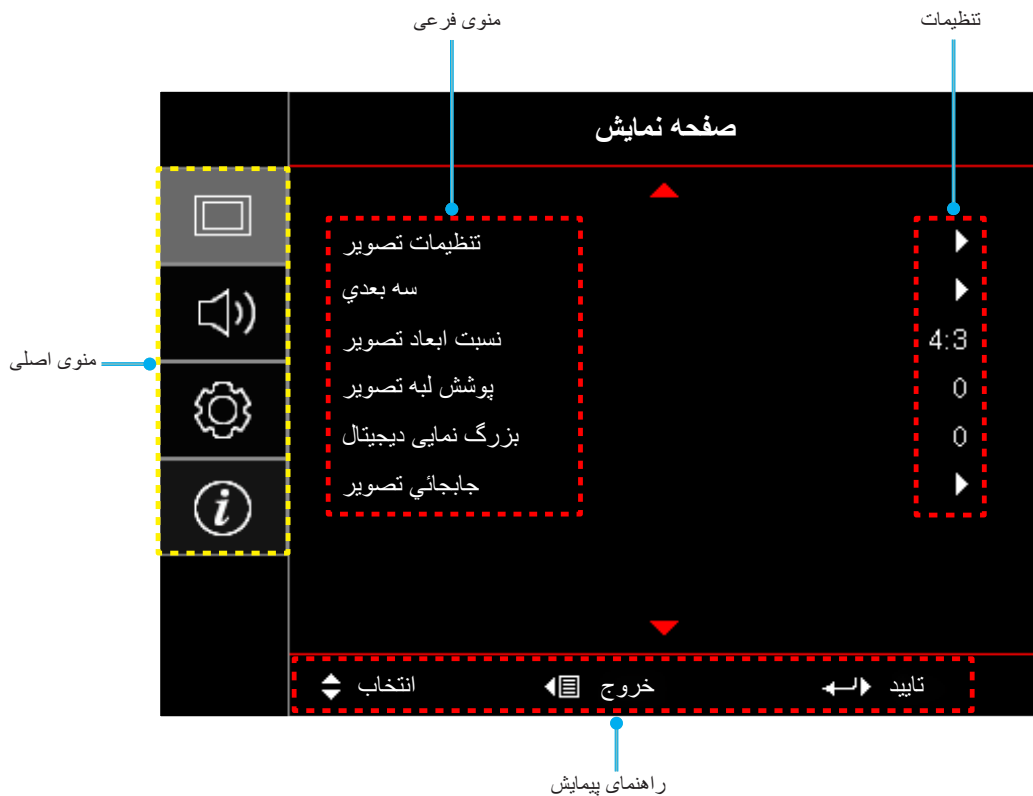 تنظیمات
منوی فرعی
صفحه نمایش
تنظیمات تصویر
سه بعدي
نسبت ابعاد تصویر
4:3
پوشش لبه تصویر
0
بزرگ نمایی دیجیتال
0
جابجائي تصویر
منوی اصلی
انتخاب
خروج
تایید
راهنمای پیمایش